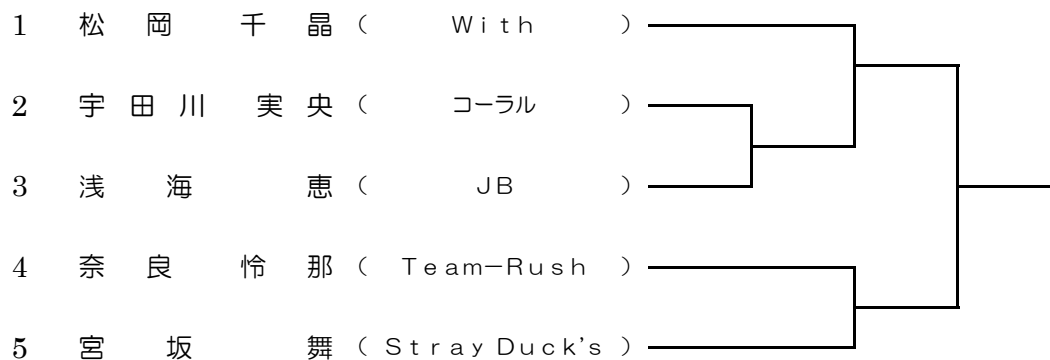 1 松岡 千晶 ( With )
2 宇田川 実央 ( コーラル )
3 浅海 恵 ( JB )
4 奈良 怜那 ( Team−Rush )
5 宮坂 舞 ( Stray Duck's )